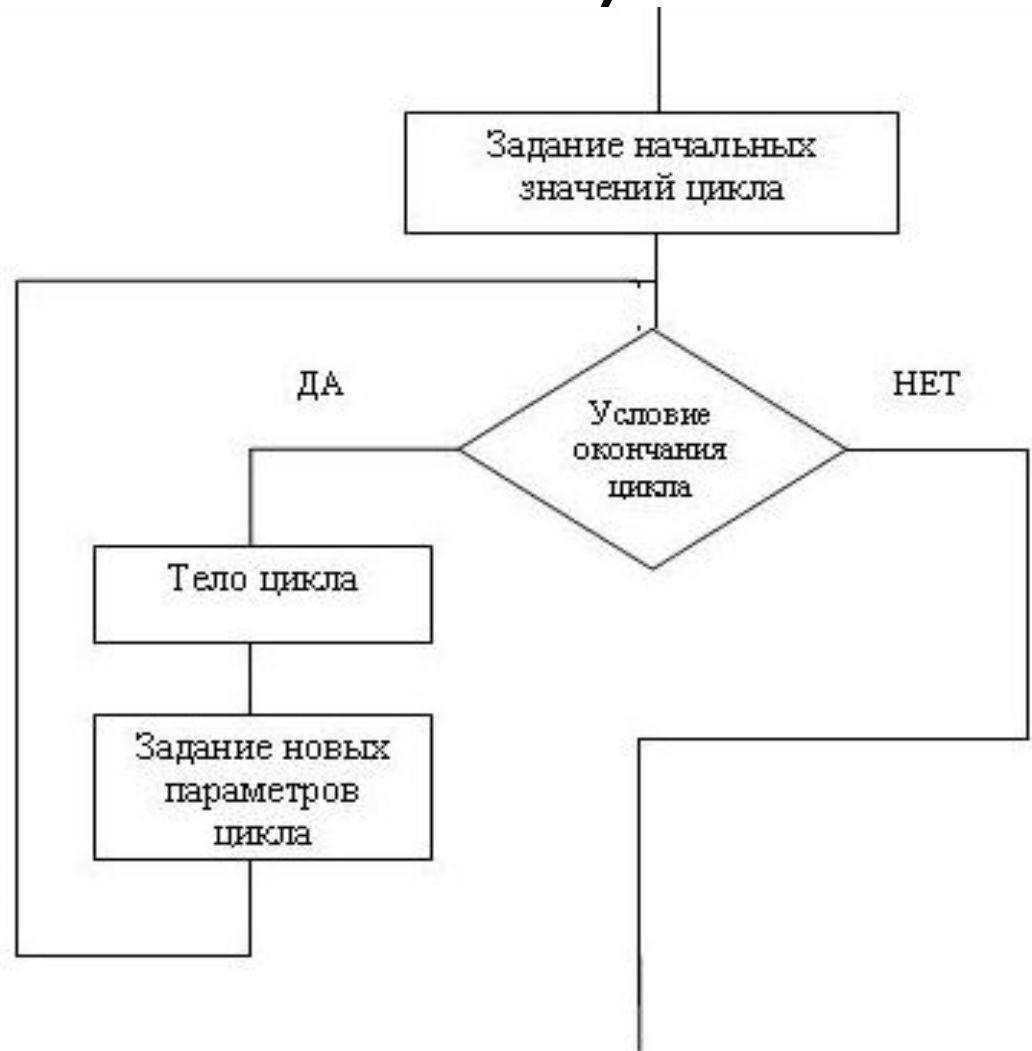 Задание начальных
значений цикла
ДА
НЕТ
Условие
окончания
цикла
Тело цикла
Задание новых
параметров
цикла